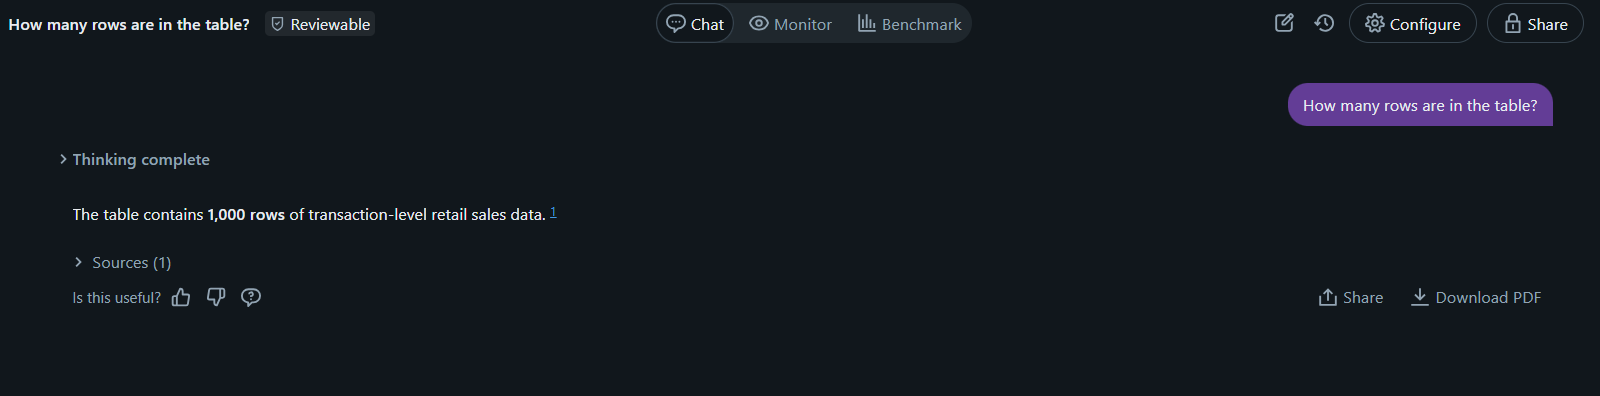 How many rows are in the table? Reviewable Chat Monitor Benchmark Configure Share
How many rows are in the table?
Thinking complete
The table contains 1,000 rows of transaction-level retail sales data. 1
Sources (1)
Is this useful? Share Download PDF